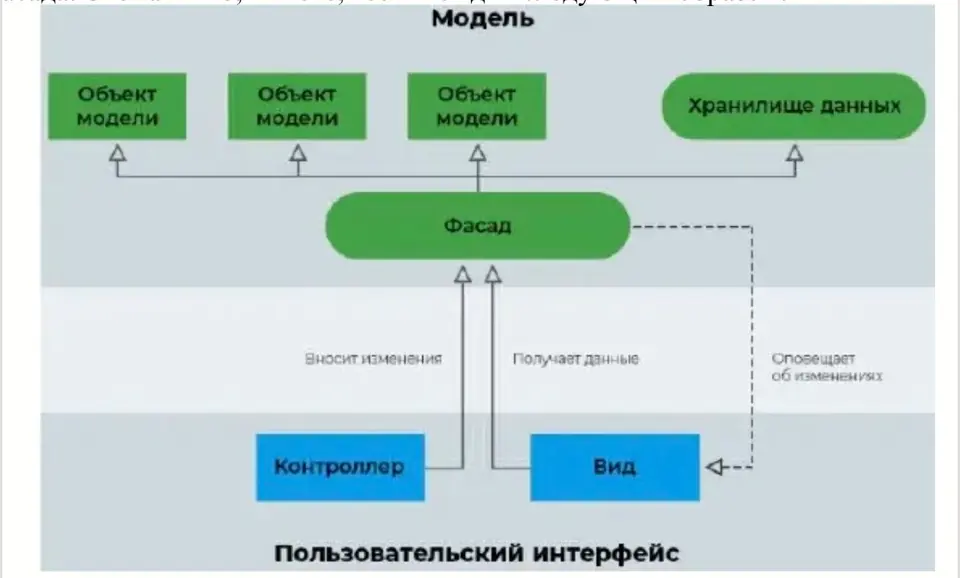 Модель
Объект
модели
Объект
модели
Объект
модели
Хранилище данных
Фасад
Вносит изменения
Получает данные
Оповещает
об изменениях
Контроллер
Вид
Пользовательский интерфейс